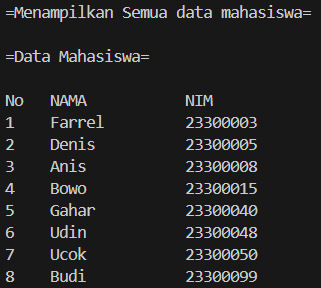 =Menampilkan Semua data mahasiswa=
=Data Mahasiswa=
No NAMA NIM
1 Farrel 23300003
2 Denis 23300005
3 Anis 23300008
4 Bowo 23300015
5 Gahar 23300040
6 Udin 23300048
7 Ucok 23300050
8 Budi 23300099